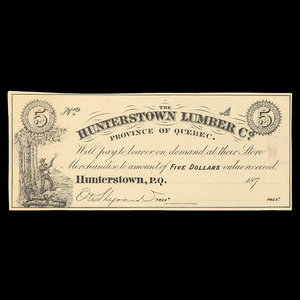 THE
5 No A 5
HUNTERSTOWN LUMBER Co.
PROVINCE OF QUEBEC.
Will pay to bearer on demand, at their Store
Merchandise to amount of FIVE DOLLARS value received
Hunterstown, P.Q. 187
TREAS. PRES.